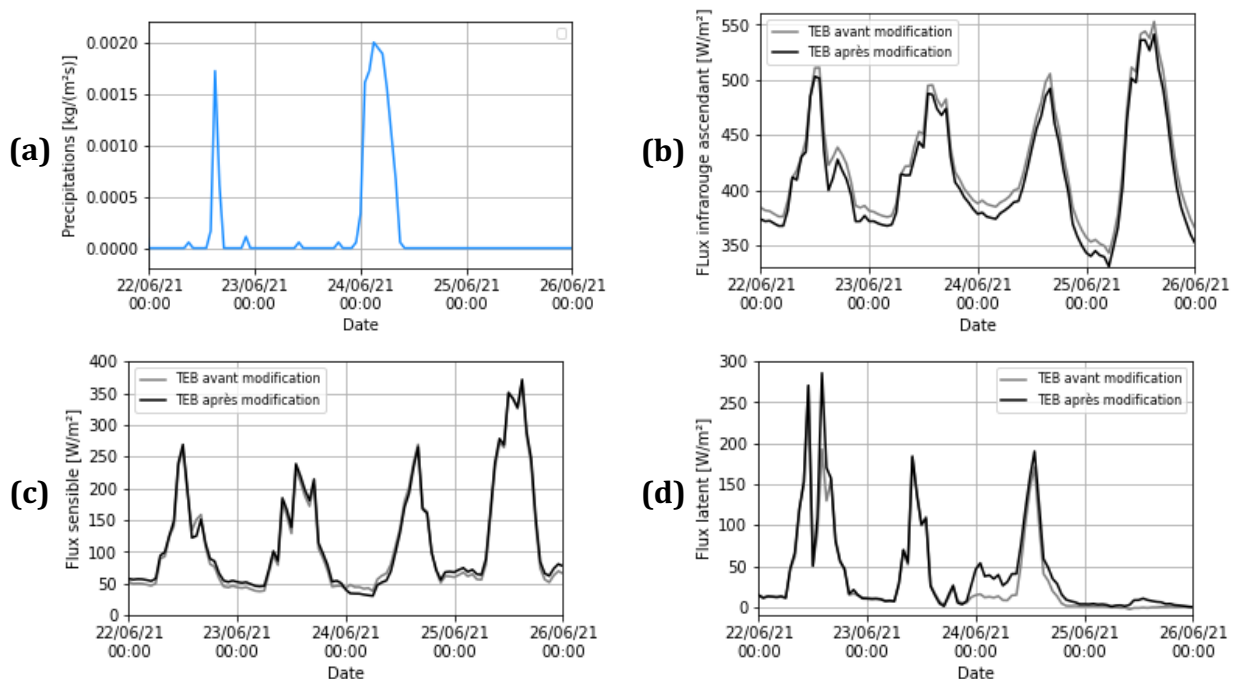 (a)
Precipitations [kg/(m²s)]
0.0020
0.0015
0.0010
0.0005
0.0000
22/06/21 23/06/21 24/06/21 25/06/21 26/06/21
00:00 00:00 00:00 00:00 00:00
Date
(b)
FLux infrarouge ascendant [W/m²]
TEB avant modification
TEB après modification
550
500
450
400
350
22/06/21 23/06/21 24/06/21 25/06/21 26/06/21
00:00 00:00 00:00 00:00 00:00
Date
(c)
Flux sensible [W/m²]
TEB avant modification
TEB après modification
400
350
300
250
200
150
100
50
0
22/06/21 23/06/21 24/06/21 25/06/21 26/06/21
00:00 00:00 00:00 00:00 00:00
Date
(d)
Flux latent [W/m²]
TEB avant modification
TEB après modification
300
250
200
150
100
50
0
22/06/21 23/06/21 24/06/21 25/06/21 26/06/21
00:00 00:00 00:00 00:00 00:00
Date